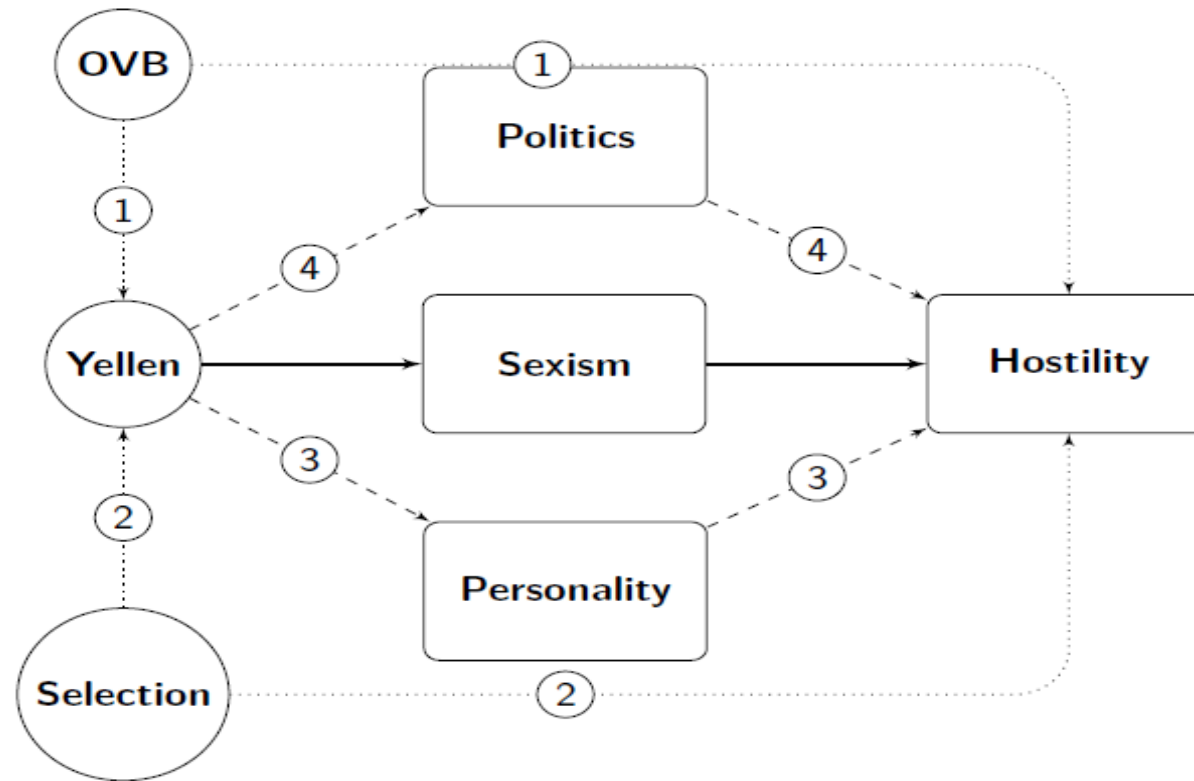 OVB
1
Politics
1
4
4
Yellen
Sexism
Hostility
3
3
2
Personality
Selection
2